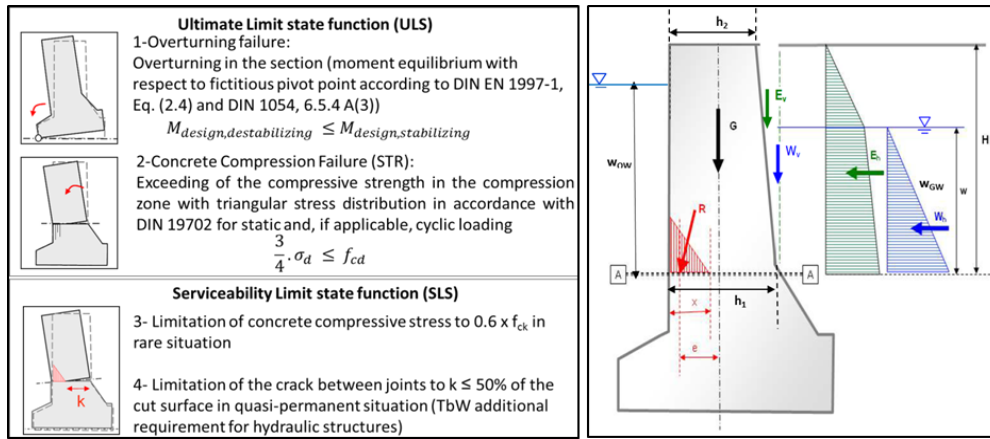 Ultimate Limit state function (ULS)
1-Overturning failure:
Overturning in the section (moment equilibrium with
respect to fictitious pivot point according to DIN EN 1997-1,
Eq. (2.4) and DIN 1054, 6.5.4 A(3))
M_design,destabilizing ≤ M_design,stabilizing
2-Concrete Compression Failure (STR):
Exceeding of the compressive strength in the compression
zone with triangular stress distribution in accordance with
DIN 19702 for static and, if applicable, cyclic loading
3/4 . σ_d ≤ f_cd
Serviceability Limit state function (SLS)
3- Limitation of concrete compressive stress to 0.6 x f_ck in
rare situation
k
4- Limitation of the crack between joints to k ≤ 50% of the
cut surface in quasi-permanent situation (TbW additional
requirement for hydraulic structures)
h₂
E_v
G
W_v
H
w_OW
E_h
w_GW
w
R
W_h
A
A
x
h₁
e